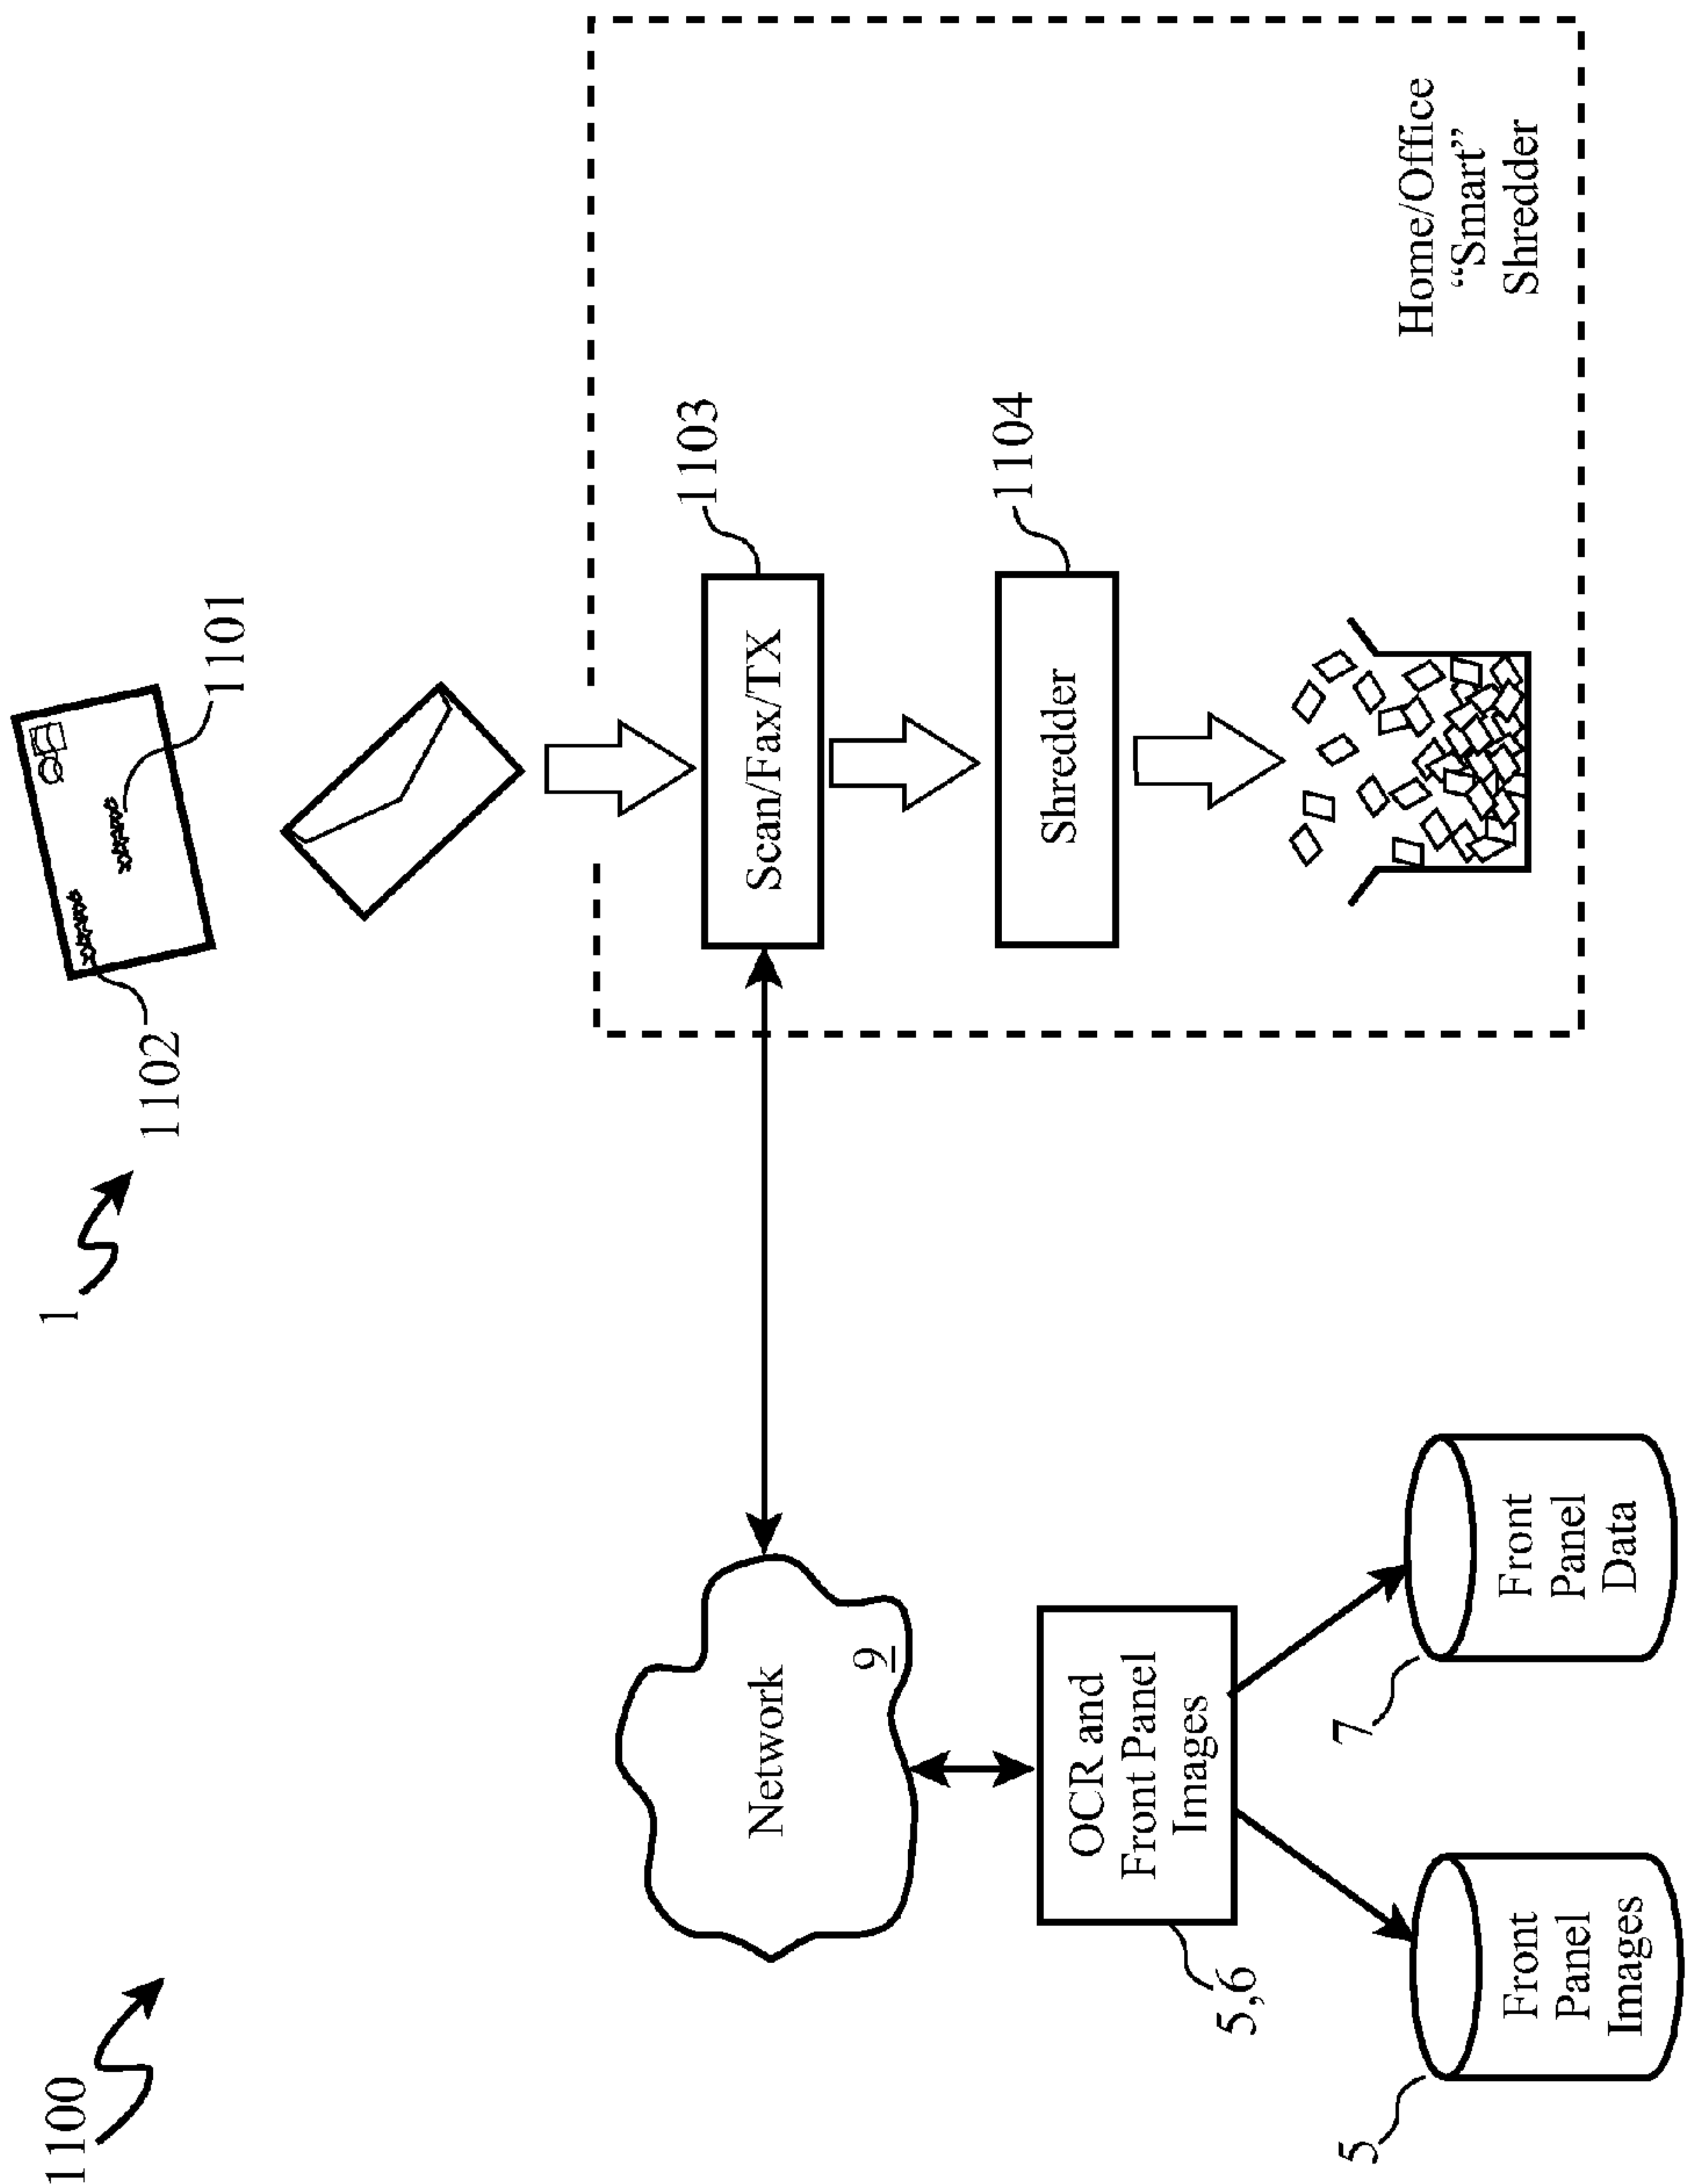 1100
1
1102
1101
1103
Scan/Fax/TX
Network
9
1104
Shredder
OCR and
Front Panel
Images
5,6
5
Front
Panel
Images
7
Front
Panel
Data
Home/Office
“Smart”
Shredder